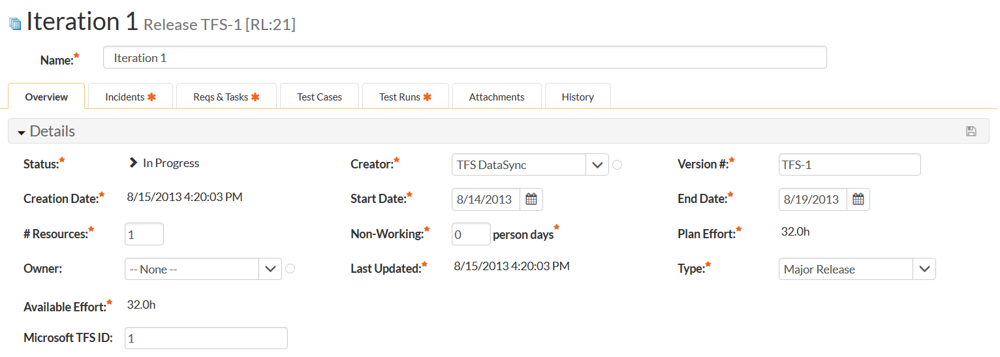 Iteration 1 Release TFS-1 [RL:21]
Name:* Iteration 1
Overview Incidents * Reqs & Tasks * Test Cases Test Runs * Attachments History
Details
Status:* In Progress Creator:* TFS DataSync Version #:* TFS-1
Creation Date:* 8/15/2013 4:20:03 PM Start Date:* 8/14/2013 End Date:* 8/19/2013
# Resources:* 1 Non-Working:* 0 person days* Plan Effort:* 32.0h
Owner: -- None -- Last Updated:* 8/15/2013 4:20:03 PM Type:* Major Release
Available Effort:* 32.0h
Microsoft TFS ID: 1